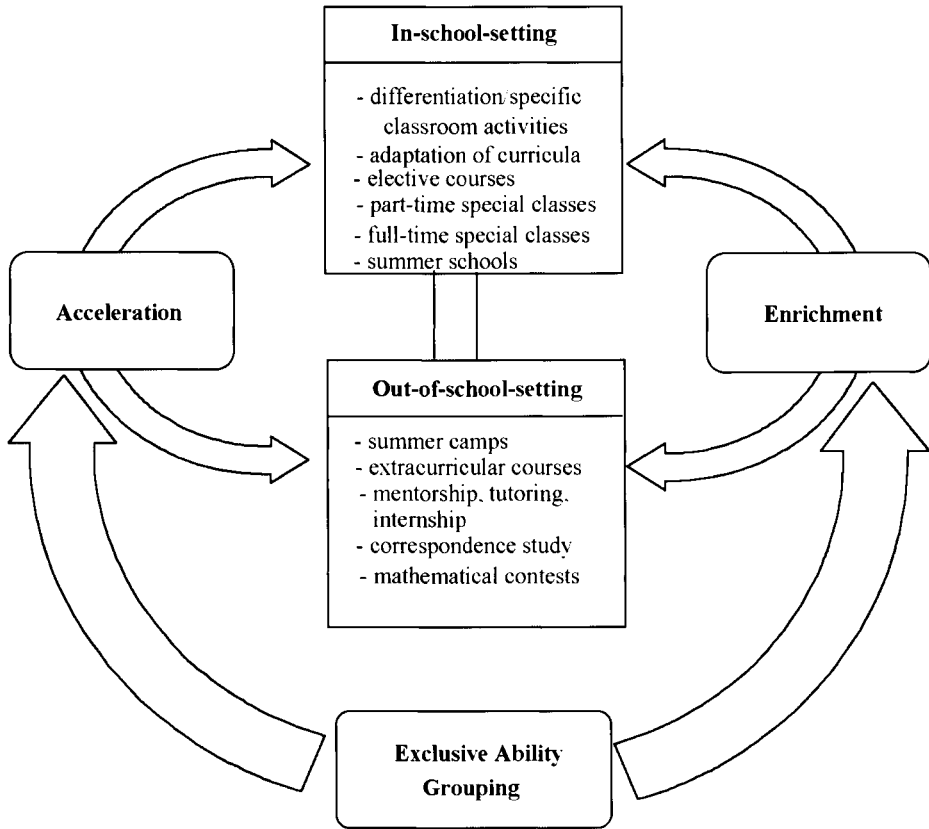 In-school-setting
- differentiation/specific
classroom activities
- adaptation of curricula
- elective courses
- part-time special classes
- full-time special classes
- summer schools
Acceleration
Enrichment
Out-of-school-setting
- summer camps
- extracurricular courses
- mentorship, tutoring,
internship
- correspondence study
- mathematical contests
Exclusive Ability
Grouping